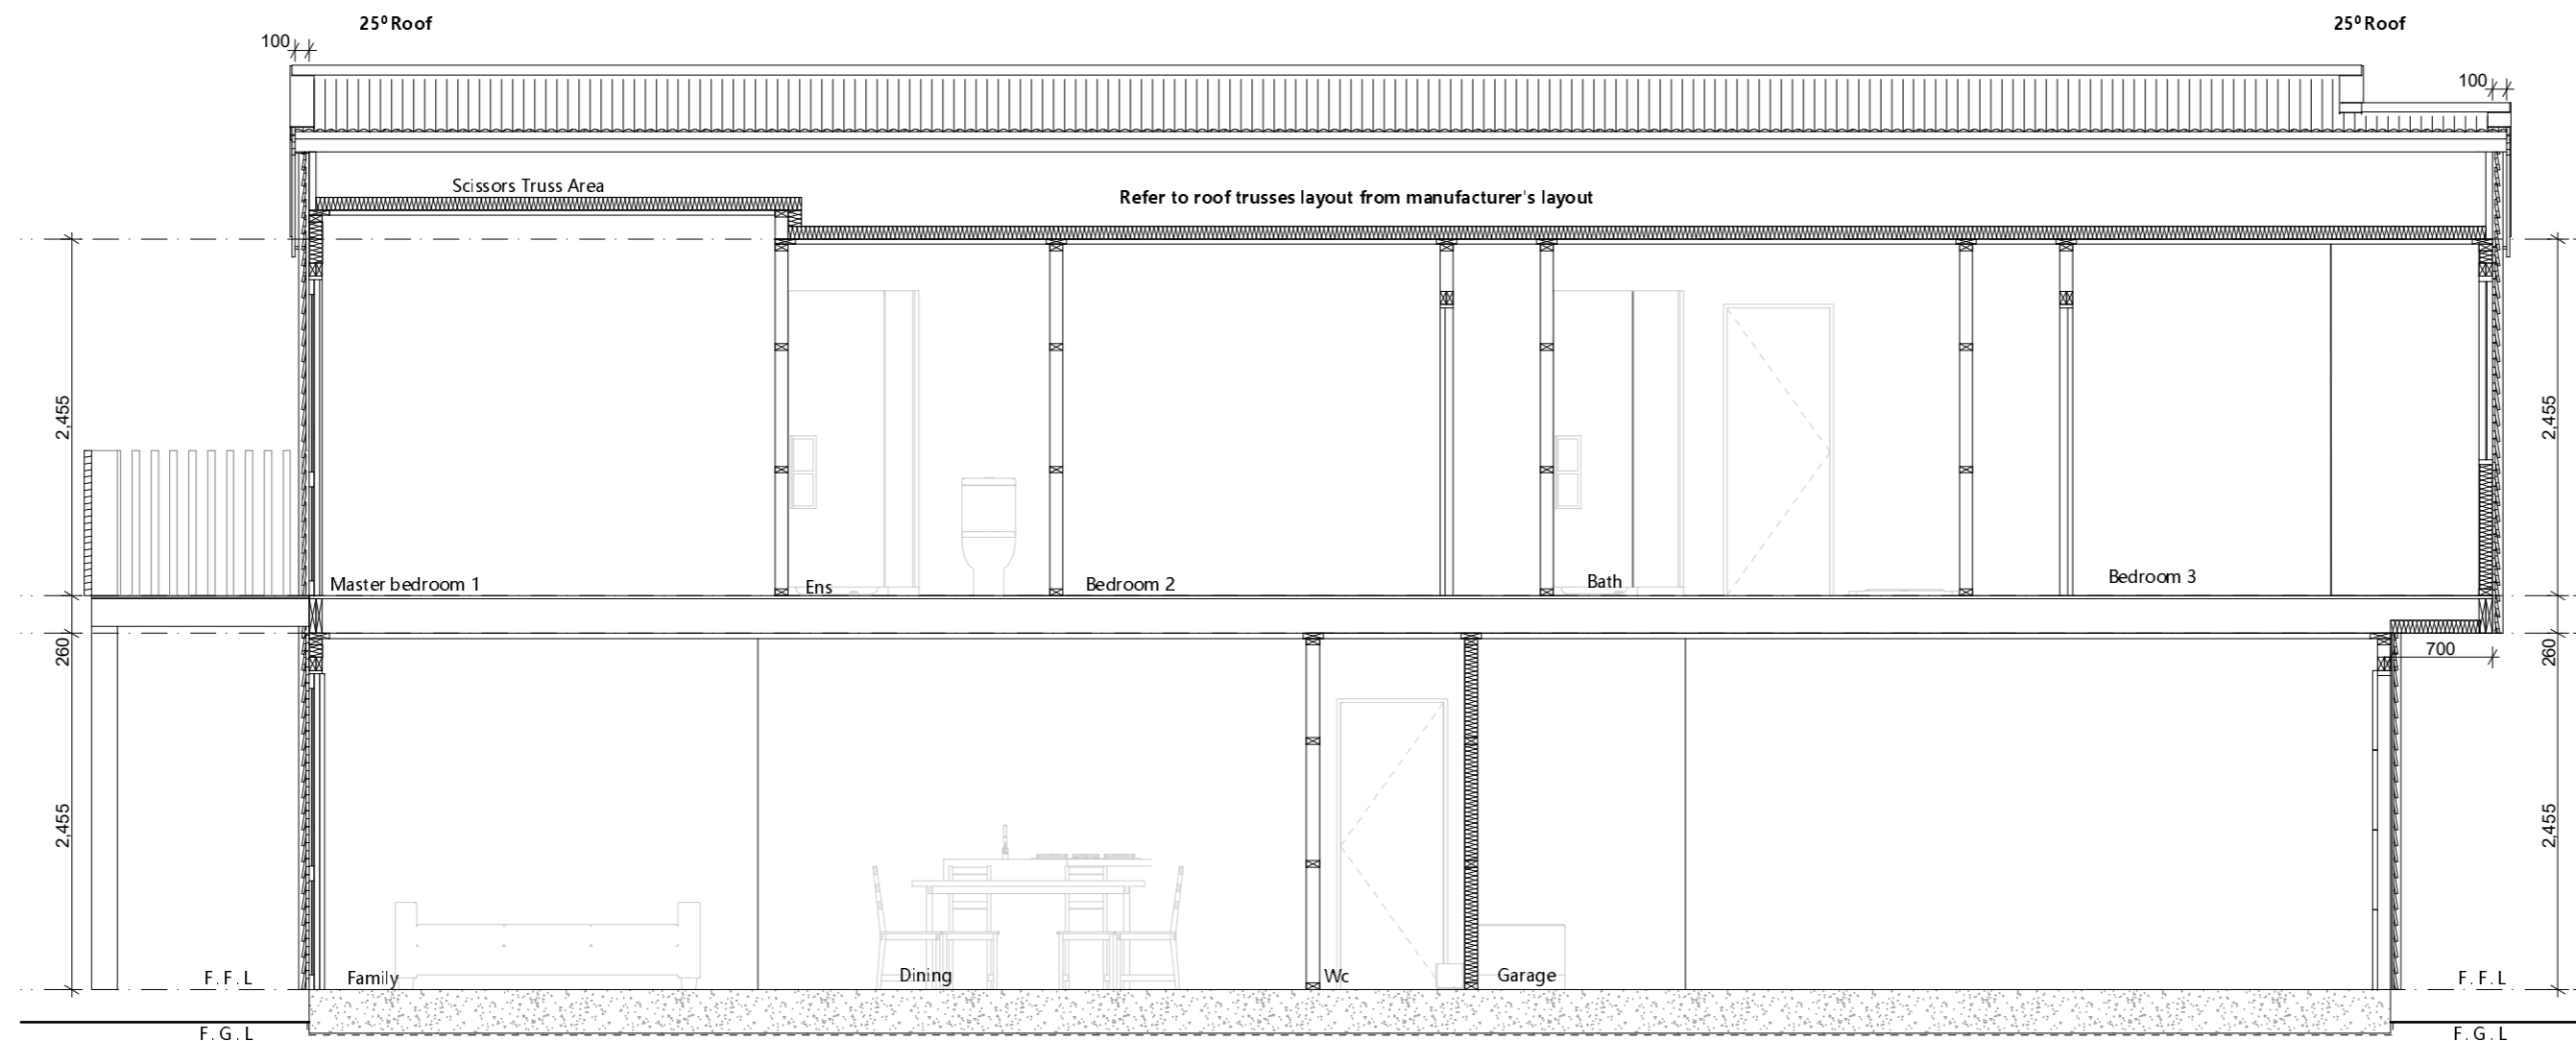 25⁰ Roof
25⁰ Roof
100
100
Scissors Truss Area
Refer to roof trusses layout from manufacturer's layout
2,455
2,455
Master bedroom 1
Ens
Bedroom 2
Bath
Bedroom 3
260
260
700
2,455
2,455
F.F.L
Family
Dining
Wc
Garage
F.F.L
F.G.L
F.G.L